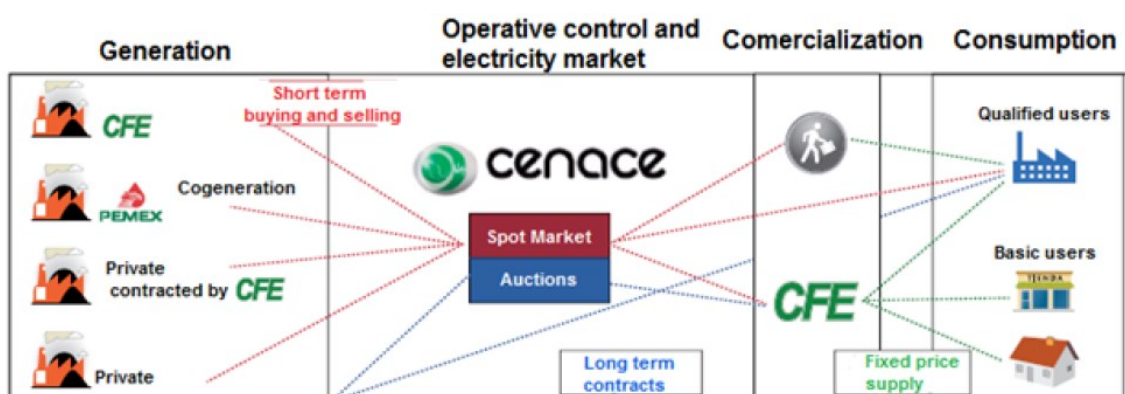 Generation
Operative control and
electricity market
Comercialization
Consumption
CFE
PEMEX
Cogeneration
Private
contracted by CFE
Private
Short term
buying and selling
cenace
Spot Market
Auctions
Long term
contracts
CFE
Fixed price
supply
Qualified users
Basic users
TIENDA